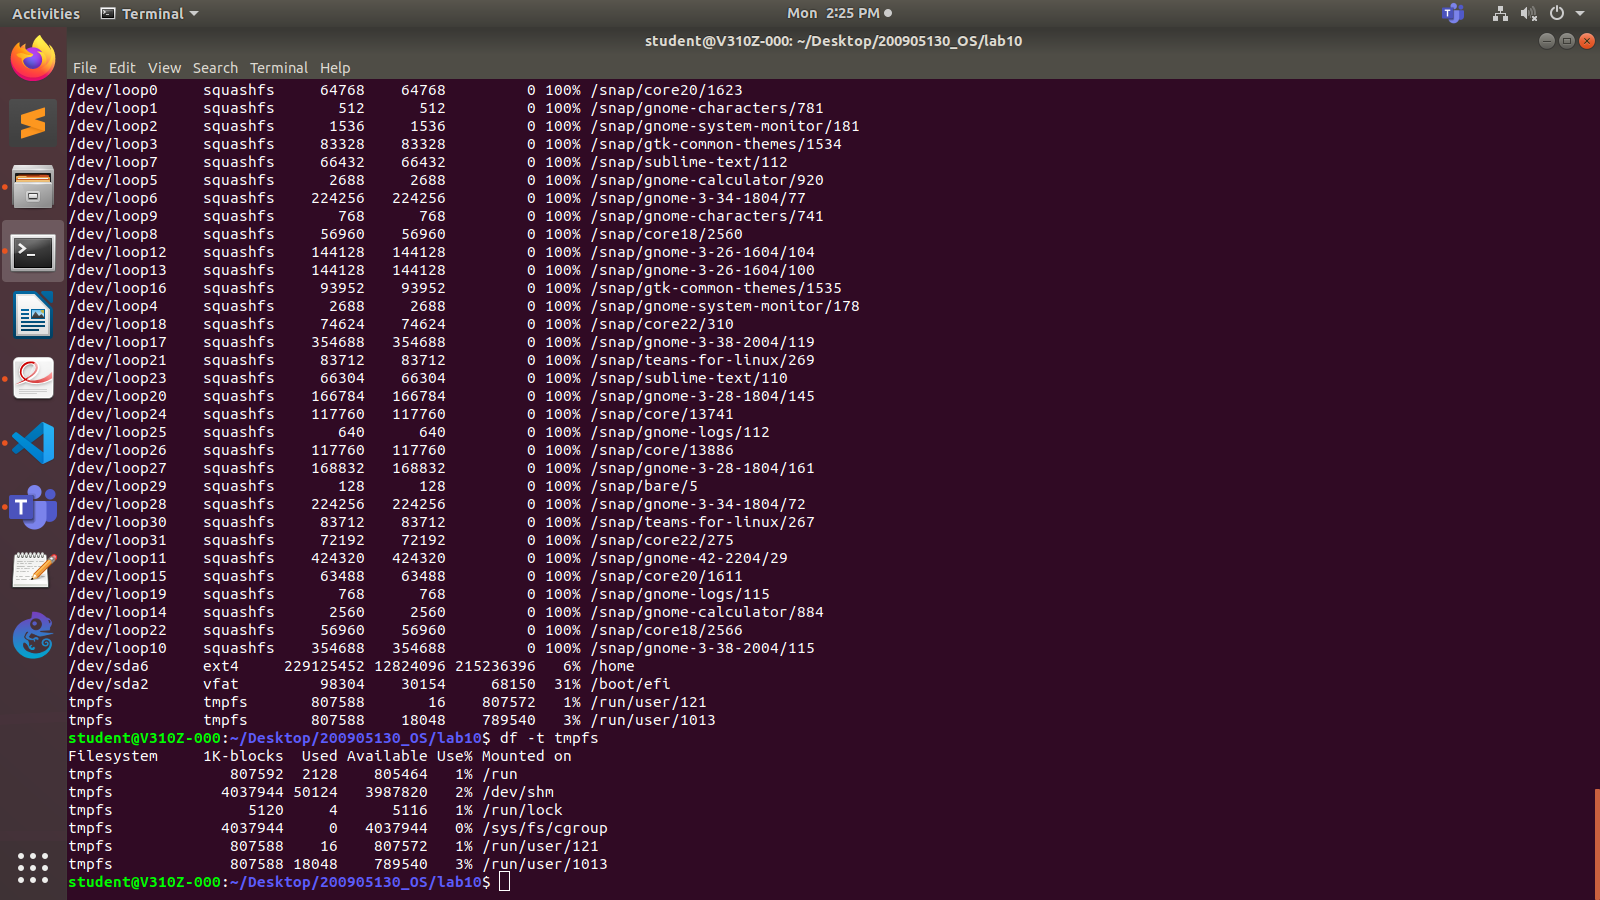 Activities Terminal Mon 2:25 PM
student@V310Z-000: ~/Desktop/200905130_OS/lab10
File Edit View Search Terminal Help
/dev/loop0 squashfs 64768 64768 0 100% /snap/core20/1623
/dev/loop1 squashfs 512 512 0 100% /snap/gnome-characters/781
/dev/loop2 squashfs 1536 1536 0 100% /snap/gnome-system-monitor/181
/dev/loop3 squashfs 83328 83328 0 100% /snap/gtk-common-themes/1534
/dev/loop7 squashfs 66432 66432 0 100% /snap/sublime-text/112
/dev/loop5 squashfs 2688 2688 0 100% /snap/gnome-calculator/920
/dev/loop6 squashfs 224256 224256 0 100% /snap/gnome-3-34-1804/77
/dev/loop9 squashfs 768 768 0 100% /snap/gnome-characters/741
/dev/loop8 squashfs 56960 56960 0 100% /snap/core18/2560
/dev/loop12 squashfs 144128 144128 0 100% /snap/gnome-3-26-1604/104
/dev/loop13 squashfs 144128 144128 0 100% /snap/gnome-3-26-1604/100
/dev/loop16 squashfs 93952 93952 0 100% /snap/gtk-common-themes/1535
/dev/loop4 squashfs 2688 2688 0 100% /snap/gnome-system-monitor/178
/dev/loop18 squashfs 74624 74624 0 100% /snap/core22/310
/dev/loop17 squashfs 354688 354688 0 100% /snap/gnome-3-38-2004/119
/dev/loop21 squashfs 83712 83712 0 100% /snap/teams-for-linux/269
/dev/loop23 squashfs 66304 66304 0 100% /snap/sublime-text/110
/dev/loop20 squashfs 166784 166784 0 100% /snap/gnome-3-28-1804/145
/dev/loop24 squashfs 117760 117760 0 100% /snap/core/13741
/dev/loop25 squashfs 640 640 0 100% /snap/gnome-logs/112
/dev/loop26 squashfs 117760 117760 0 100% /snap/core/13886
/dev/loop27 squashfs 168832 168832 0 100% /snap/gnome-3-28-1804/161
/dev/loop29 squashfs 128 128 0 100% /snap/bare/5
/dev/loop28 squashfs 224256 224256 0 100% /snap/gnome-3-34-1804/72
/dev/loop30 squashfs 83712 83712 0 100% /snap/teams-for-linux/267
/dev/loop31 squashfs 72192 72192 0 100% /snap/core22/275
/dev/loop11 squashfs 424320 424320 0 100% /snap/gnome-42-2204/29
/dev/loop15 squashfs 63488 63488 0 100% /snap/core20/1611
/dev/loop19 squashfs 768 768 0 100% /snap/gnome-logs/115
/dev/loop14 squashfs 2560 2560 0 100% /snap/gnome-calculator/884
/dev/loop22 squashfs 56960 56960 0 100% /snap/core18/2566
/dev/loop10 squashfs 354688 354688 0 100% /snap/gnome-3-38-2004/115
/dev/sda6 ext4 229125452 12824096 215236396 6% /home
/dev/sda2 vfat 98304 30154 68150 31% /boot/efi
tmpfs tmpfs 807588 16 807572 1% /run/user/121
tmpfs tmpfs 807588 18048 789540 3% /run/user/1013
student@V310Z-000:~/Desktop/200905130_OS/lab10$ df -t tmpfs
Filesystem 1K-blocks Used Available Use% Mounted on
tmpfs 807592 2128 805464 1% /run
tmpfs 4037944 50124 3987820 2% /dev/shm
tmpfs 5120 4 5116 1% /run/lock
tmpfs 4037944 0 4037944 0% /sys/fs/cgroup
tmpfs 807588 16 807572 1% /run/user/121
tmpfs 807588 18048 789540 3% /run/user/1013
student@V310Z-000:~/Desktop/200905130_OS/lab10$